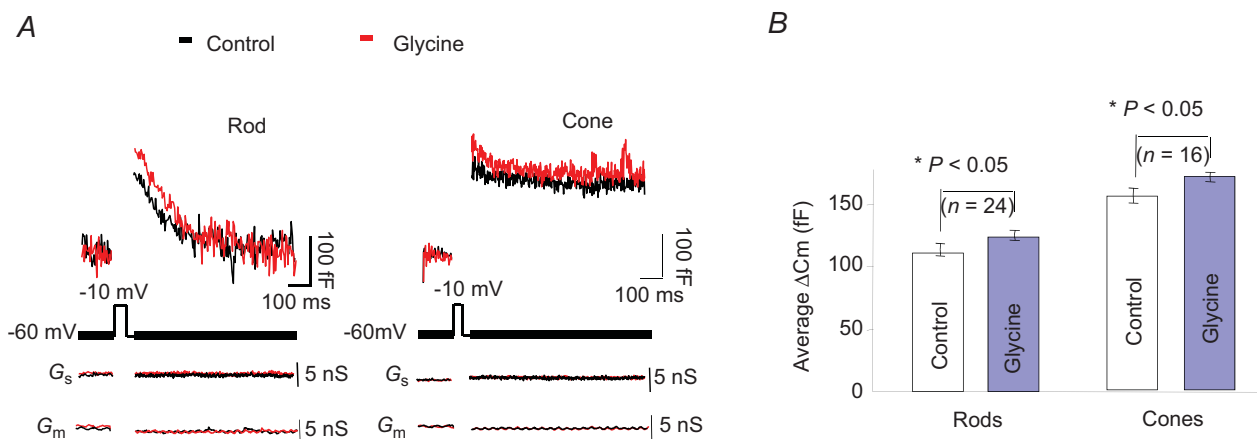 A
Control
Glycine
B
Rod
Cone
100 fF
100 ms
100 fF
100 ms
-10 mV
-60 mV
-10 mV
-60mV
Gs
5 nS
Gs
5 nS
Gm
5 nS
Gm
5 nS
* P < 0.05
(n = 16)
* P < 0.05
(n = 24)
Average ΔCm (fF)
150
100
50
0
Control
Glycine
Control
Glycine
Rods
Cones